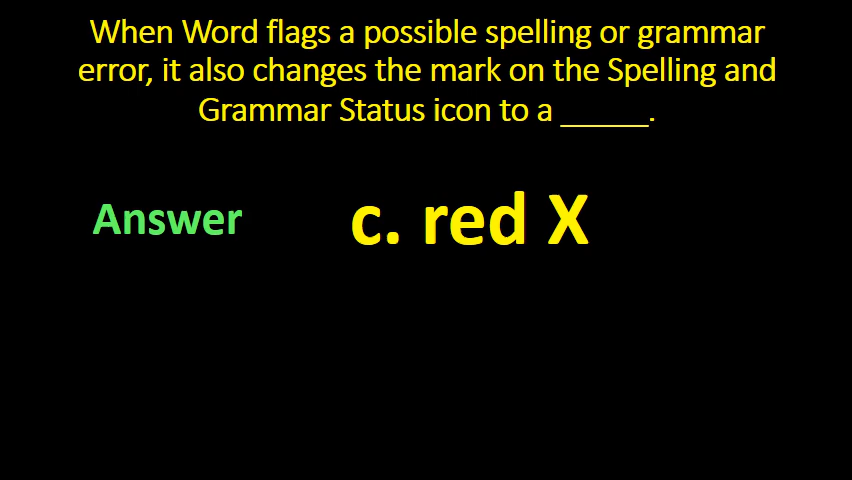 When Word flags a possible spelling or grammar
error, it also changes the mark on the Spelling and
Grammar Status icon to a _____.
Answer
c. red X